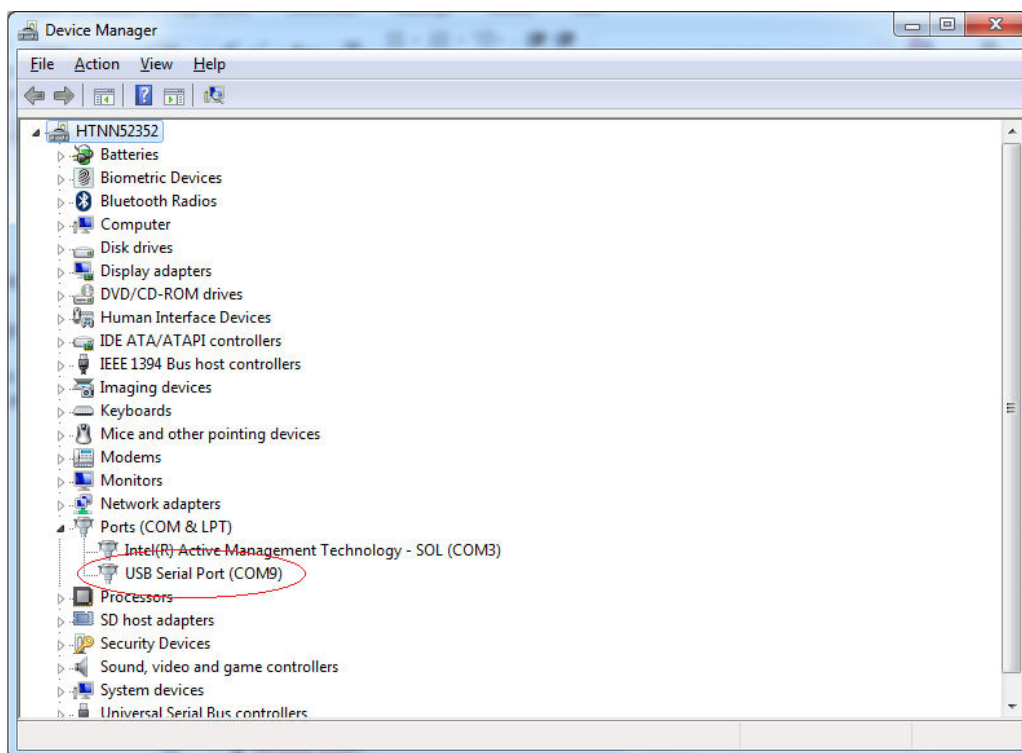 Device Manager
File Action View Help
HTNN52352
Batteries
Biometric Devices
Bluetooth Radios
Computer
Disk drives
Display adapters
DVD/CD-ROM drives
Human Interface Devices
IDE ATA/ATAPI controllers
IEEE 1394 Bus host controllers
Imaging devices
Keyboards
Mice and other pointing devices
Modems
Monitors
Network adapters
Ports (COM & LPT)
Intel(R) Active Management Technology - SOL (COM3)
USB Serial Port (COM9)
Processors
SD host adapters
Security Devices
Sound, video and game controllers
System devices
Universal Serial Bus controllers